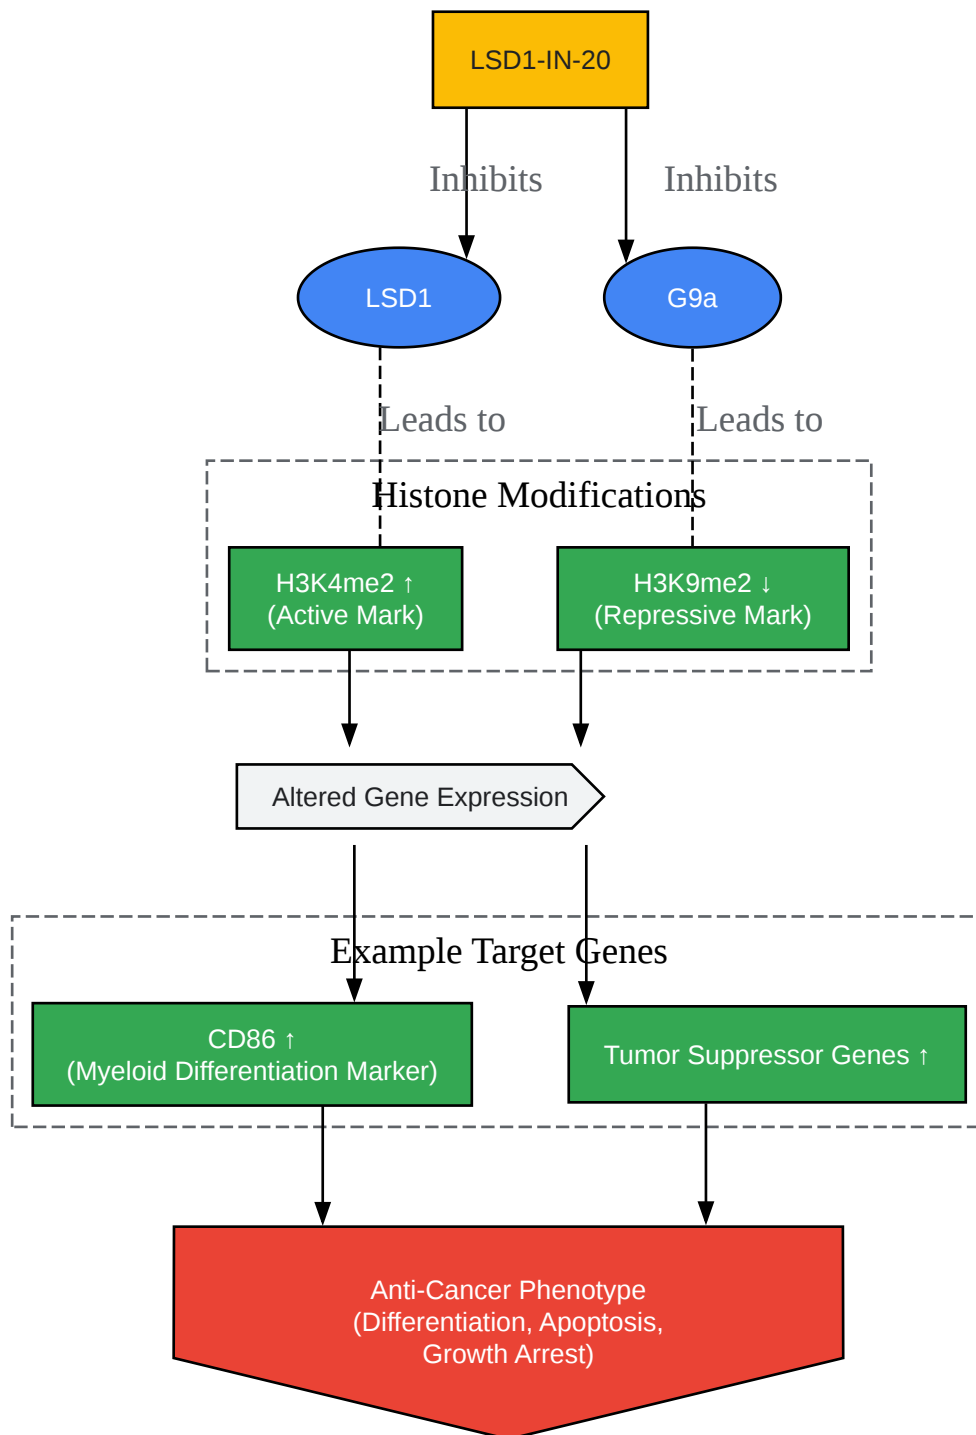 LSD1-IN-20
Inhibits
Inhibits
LSD1
G9a
Leads to
Leads to
Histone Modifications
H3K4me2 ↑
(Active Mark)
H3K9me2 ↓
(Repressive Mark)
Altered Gene Expression
Example Target Genes
CD86 ↑
(Myeloid Differentiation Marker)
Tumor Suppressor Genes ↑
Anti-Cancer Phenotype
(Differentiation, Apoptosis,
Growth Arrest)